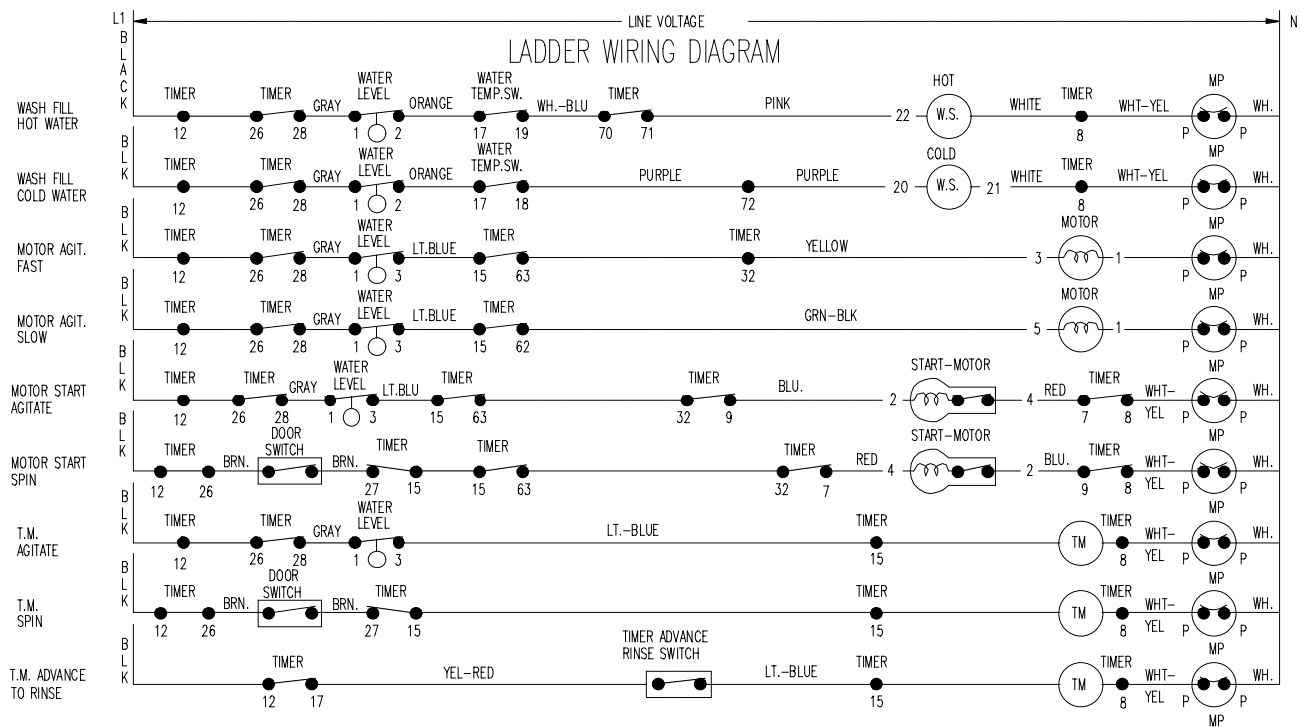 L1 LINE VOLTAGE N
LADDER WIRING DIAGRAM
BLACK
WASH FILL
HOT WATER
TIMER TIMER GRAY WATER LEVEL ORANGE WATER TEMP.SW. WH.-BLU TIMER PINK HOT W.S. WHITE TIMER WHT-YEL MP WH.
12 26 28 1 2 17 19 70 71 22 8 P P
BLK
WASH FILL
COLD WATER
TIMER TIMER GRAY WATER LEVEL ORANGE WATER TEMP.SW. PURPLE PURPLE COLD W.S. WHITE TIMER WHT-YEL MP WH.
12 26 28 1 2 17 18 72 20 21 8 P P
BLK
MOTOR AGIT.
FAST
TIMER TIMER GRAY WATER LEVEL LT.BLUE TIMER TIMER YELLOW MOTOR MP WH.
12 26 28 1 3 15 63 32 3 1 P P
BLK
MOTOR AGIT.
SLOW
TIMER TIMER GRAY WATER LEVEL LT.BLUE TIMER GRN-BLK MOTOR MP WH.
12 26 28 1 3 15 62 5 1 P P
BLK
MOTOR START
AGITATE
TIMER TIMER GRAY WATER LEVEL LT.BLU TIMER TIMER BLU. START-MOTOR RED TIMER WHT-YEL MP WH.
12 26 28 1 3 15 63 32 9 2 4 7 8 P P
BLK
MOTOR START
SPIN
TIMER BRN. DOOR SWITCH BRN. TIMER TIMER TIMER RED START-MOTOR BLU. TIMER WHT-YEL MP WH.
12 26 27 15 15 63 32 7 4 2 9 8 P P
BLK
T.M.
AGITATE
TIMER TIMER GRAY WATER LEVEL LT.-BLUE TIMER TM TIMER WHT-YEL MP WH.
12 26 28 1 3 15 8 P P
BLK
T.M.
SPIN
TIMER BRN. DOOR SWITCH BRN. TIMER TIMER TM TIMER WHT-YEL MP WH.
12 26 27 15 15 8 P P
BLK
T.M. ADVANCE
TO RINSE
TIMER YEL-RED TIMER ADVANCE RINSE SWITCH LT.-BLUE TIMER TM TIMER WHT-YEL MP WH.
12 17 15 8 P P
MP